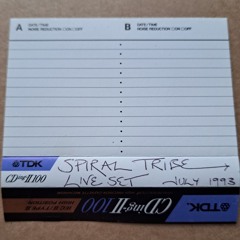 A DATE / TIME
NOISE REDUCTION □ ON □ OFF
B DATE / TIME
NOISE REDUCTION □ ON □ OFF
TDK
CDing-II 100
SPIRAL TRIBE
LIVE SET JULY 1993
CDing-II 100
TDK